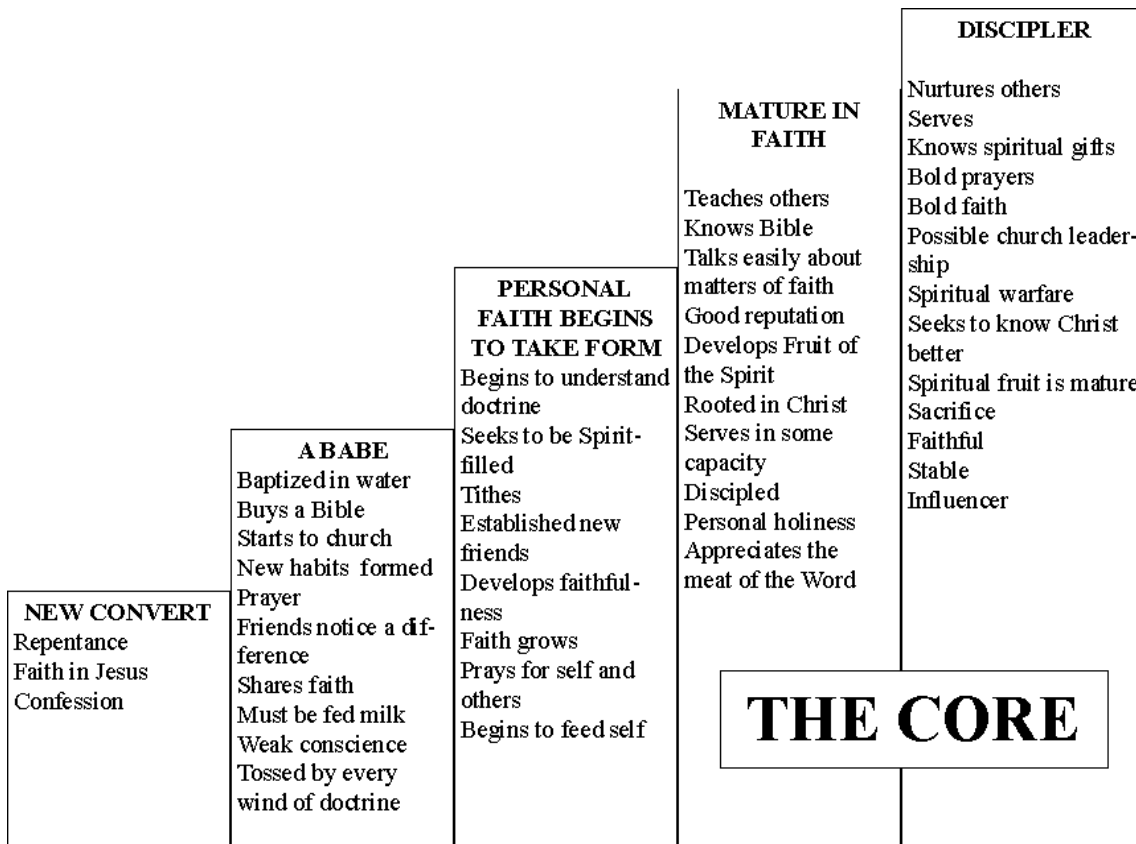 NEW CONVERT
Repentance
Faith in Jesus
Confession
A BABE
Baptized in water
Buys a Bible
Starts to church
New habits formed
Prayer
Friends notice a dif-
ference
Shares faith
Must be fed milk
Weak conscience
Tossed by every
wind of doctrine
PERSONAL
FAITH BEGINS
TO TAKE FORM
Begins to understand
doctrine
Seeks to be Spirit-
filled
Tithes
Established new
friends
Develops faithful-
ness
Faith grows
Prays for self and
others
Begins to feed self
MATURE IN
FAITH
Teaches others
Knows Bible
Talks easily about
matters of faith
Good reputation
Develops Fruit of
the Spirit
Rooted in Christ
Serves in some
capacity
Discipled
Personal holiness
Appreciates the
meat of the Word
DISCIPLER
Nurtures others
Serves
Knows spiritual gifts
Bold prayers
Bold faith
Possible church leader-
ship
Spiritual warfare
Seeks to know Christ
better
Spiritual fruit is mature
Sacrifice
Faithful
Stable
Influencer
THE CORE